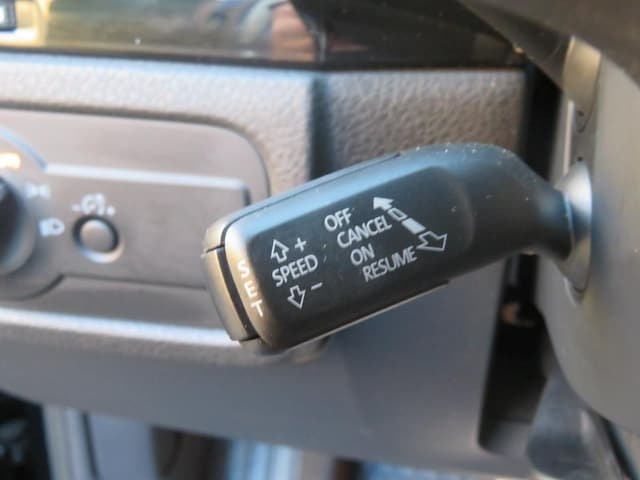 OFF
CANCEL
ON
RESUME
+
SPEED
-
SET